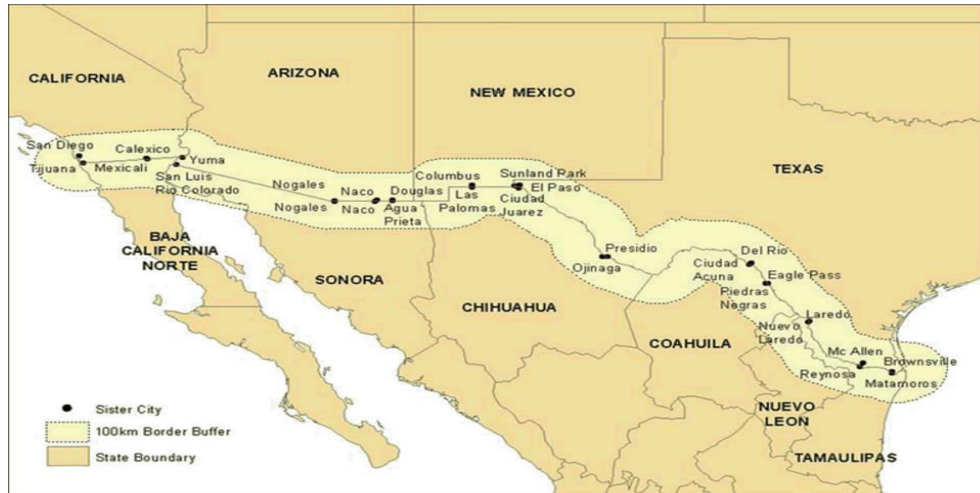 CALIFORNIA
ARIZONA
NEW MEXICO
TEXAS
San Diego
Tijuana
Calexico
Mexicali
Yuma
San Luis
Rio Colorado
Nogales
Nogales
Naco
Naco
Douglas
Agua
Prieta
Columbus
Las
Palomas
Sunland Park
El Paso
Ciudad
Juarez
Presidio
Ojinaga
Del Rio
Ciudad
Acuna
Eagle Pass
Piedras
Negras
Laredo
Nuevo
Laredo
Mc Allen
Reynosa
Brownsville
Matamoros
BAJA
CALIFORNIA
NORTE
SONORA
CHIHUAHUA
COAHUILA
NUEVO
LEON
TAMAULIPAS
Sister City
100km Border Buffer
State Boundary